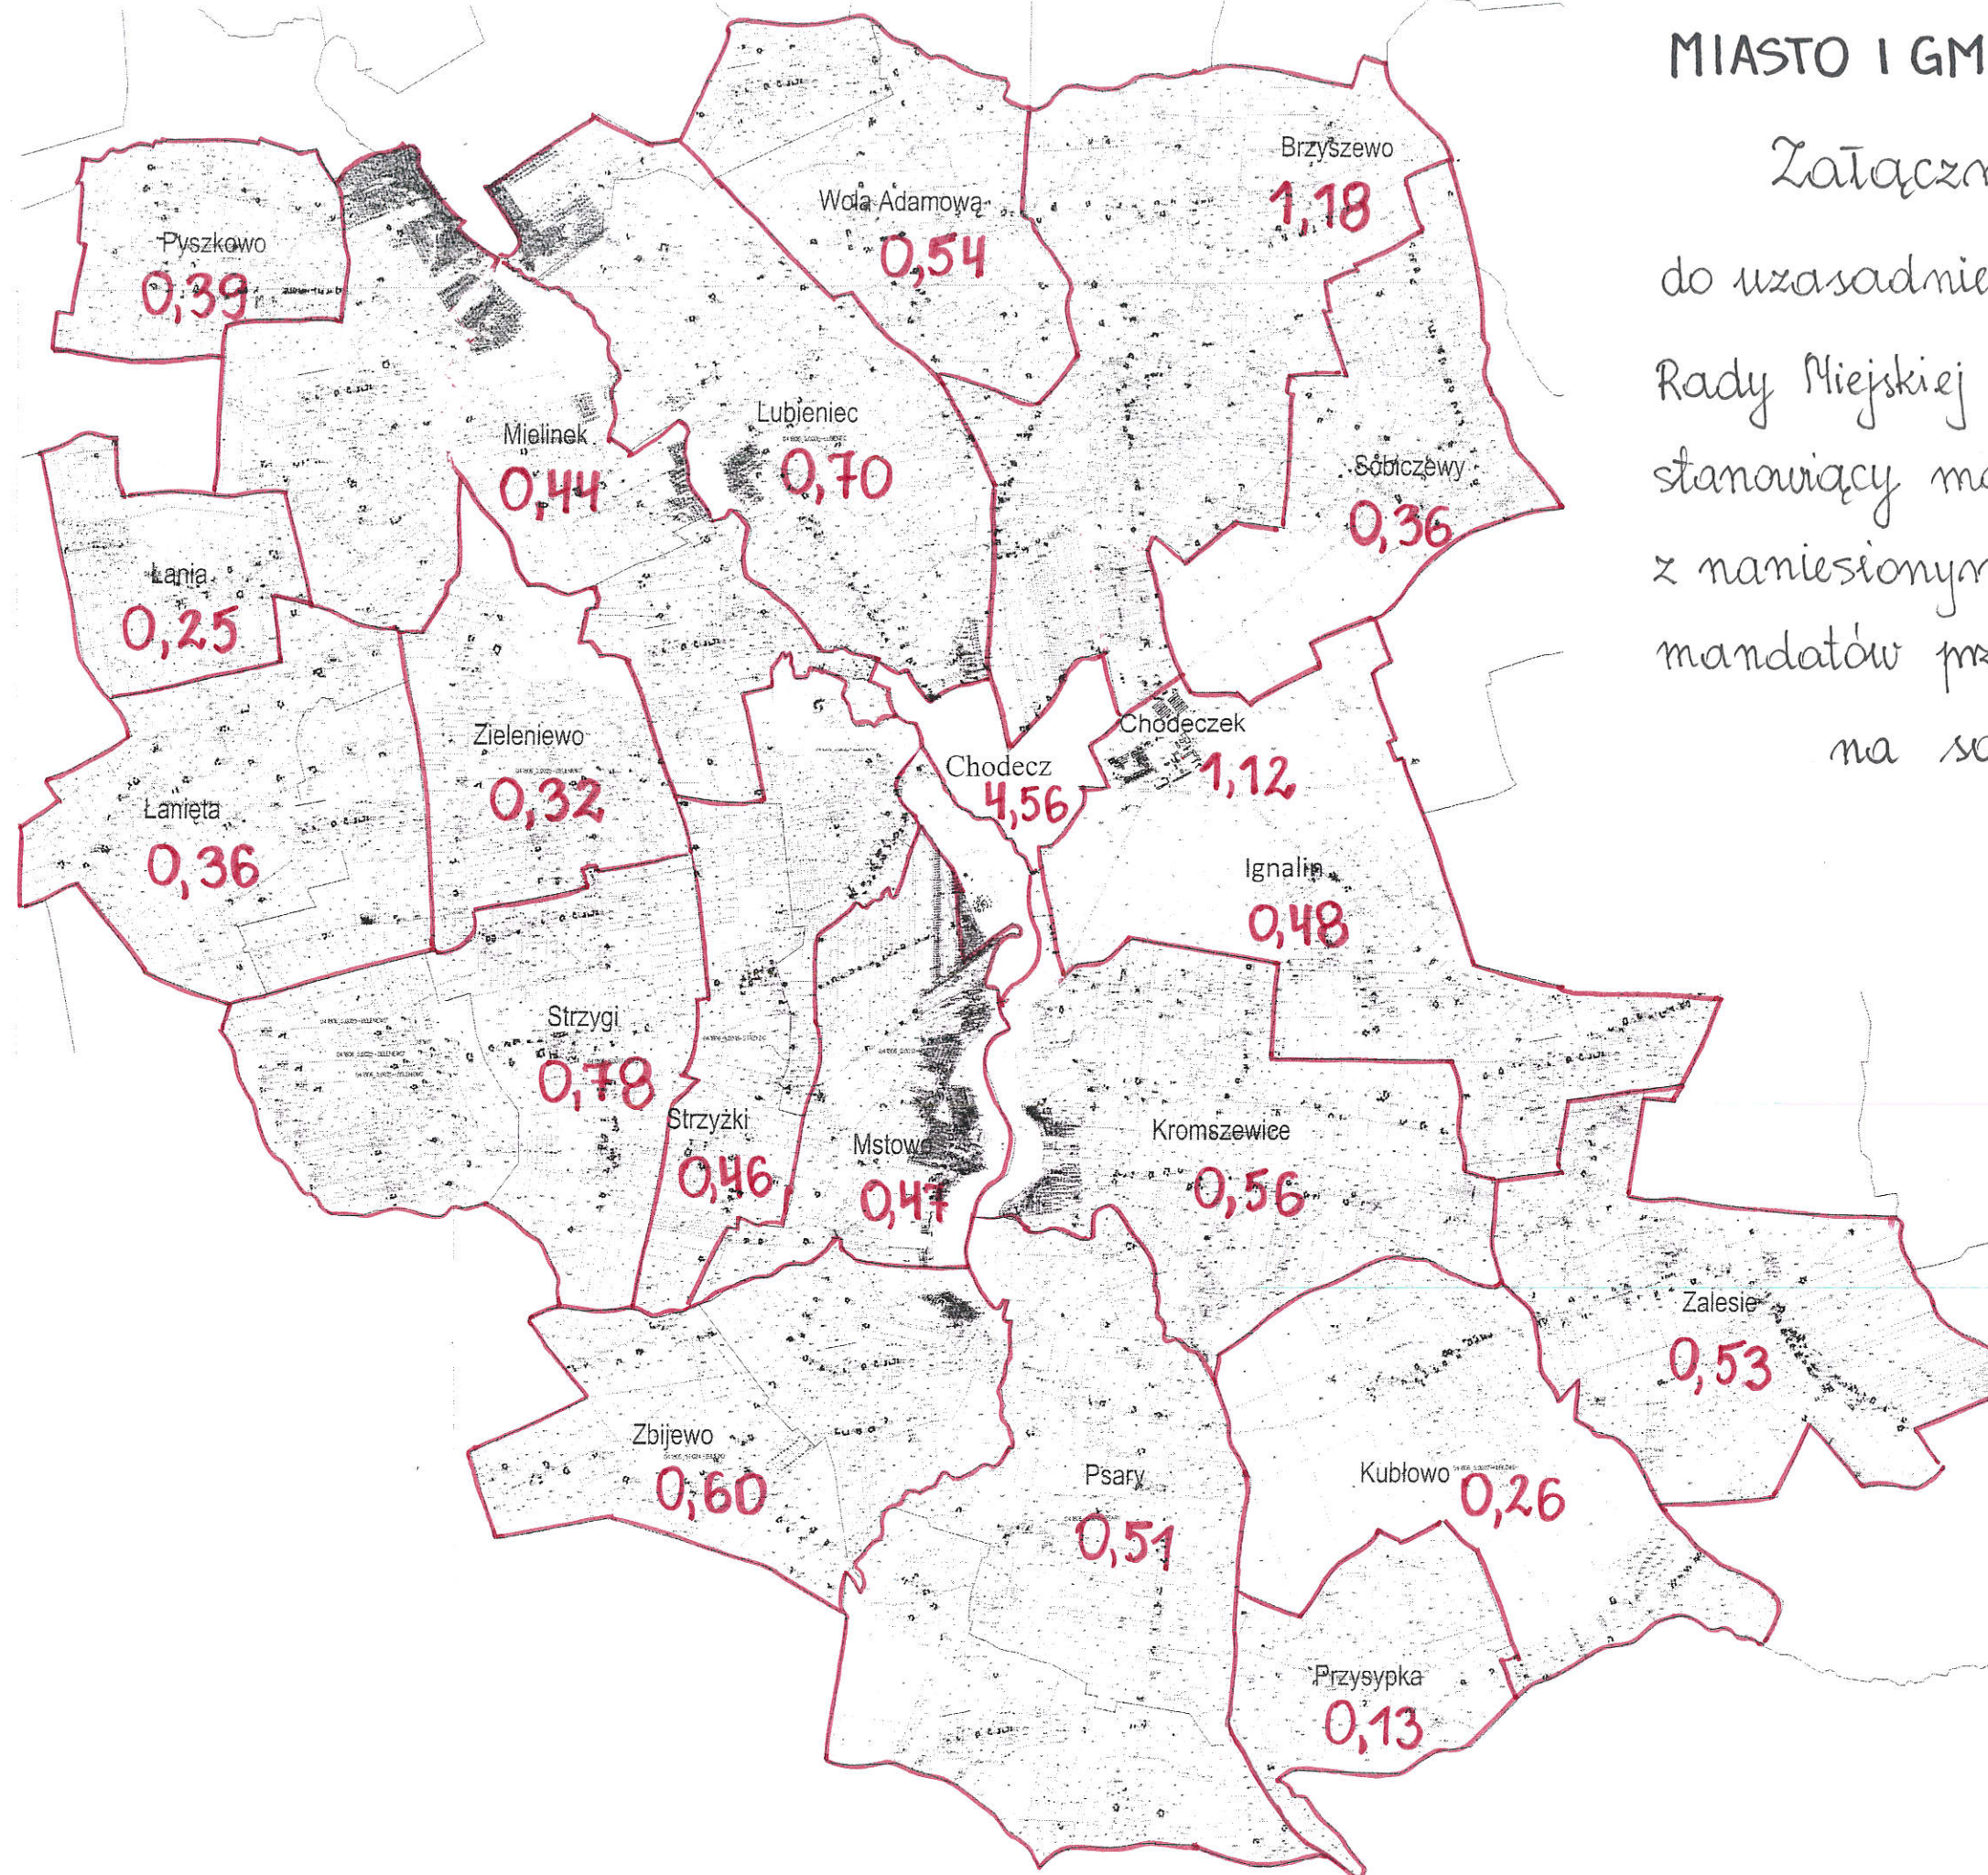 MIASTO I GM
Załączn
do uzasadnie
Rady Miejskiej
stanowiący ma
z naniesionym
mandatów prz
na so
Brzyszewo
1,18
Wola Adamową
0,54
Pyszkowo
0,39
Lubieniec
0,70
Mielinek
0,44
Sobiczewy
0,36
Łania
0,25
Chodeczek
1,12
Zieleniewo
0,32
Chodecz
4,56
Łanięta
0,36
Ignalin
0,48
Strzygi
0,78
Strzyżki
0,46
Mstowo
0,47
Kromszewice
0,56
Zalesie
0,53
Zbijewo
0,60
Psary
0,51
Kubłowo 0,26
Przysypka
0,13